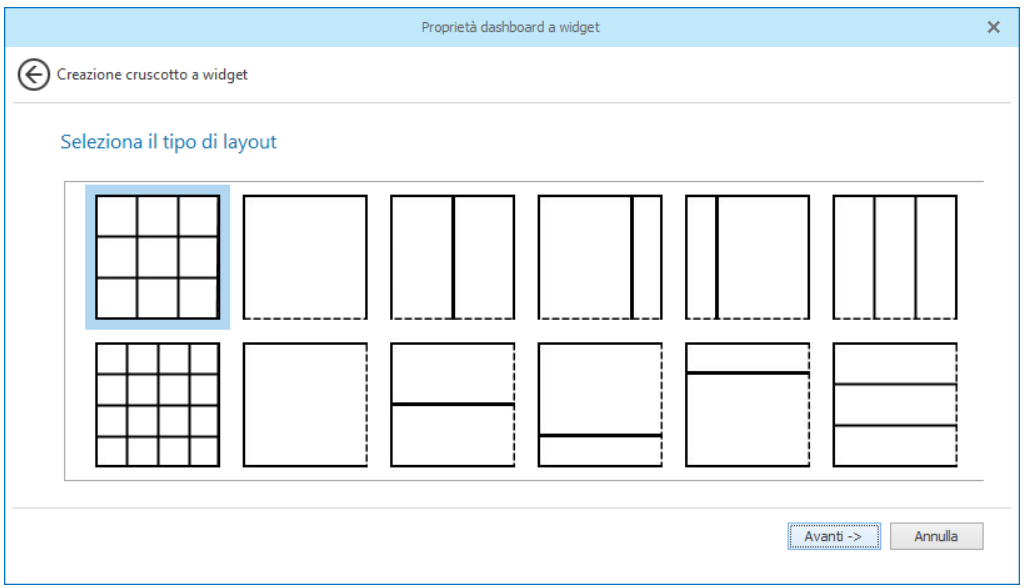 Proprietà dashboard a widget
Creazione cruscotto a widget
Seleziona il tipo di layout
Avanti -> Annulla